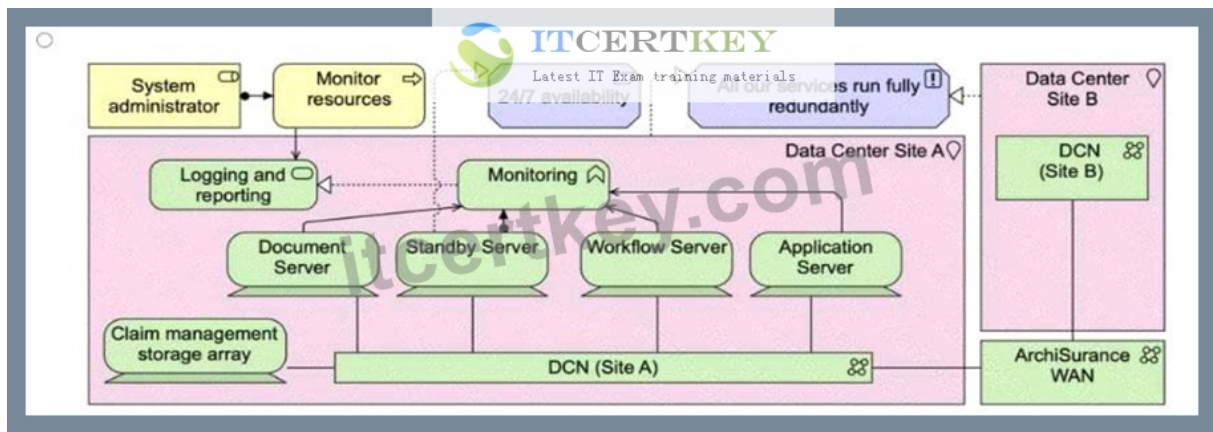 ITCERTKEY
Latest IT Exam training materials
System
administrator
Monitor
resources
24/7 availability
All our services run fully
redundantly
Data Center
Site B
Data Center Site A
DCN
(Site B)
Logging and
reporting
Monitoring
Document
Server
Standby Server
Workflow Server
Application
Server
Claim management
storage array
DCN (Site A)
ArchiSurance
WAN
itcertkey.com